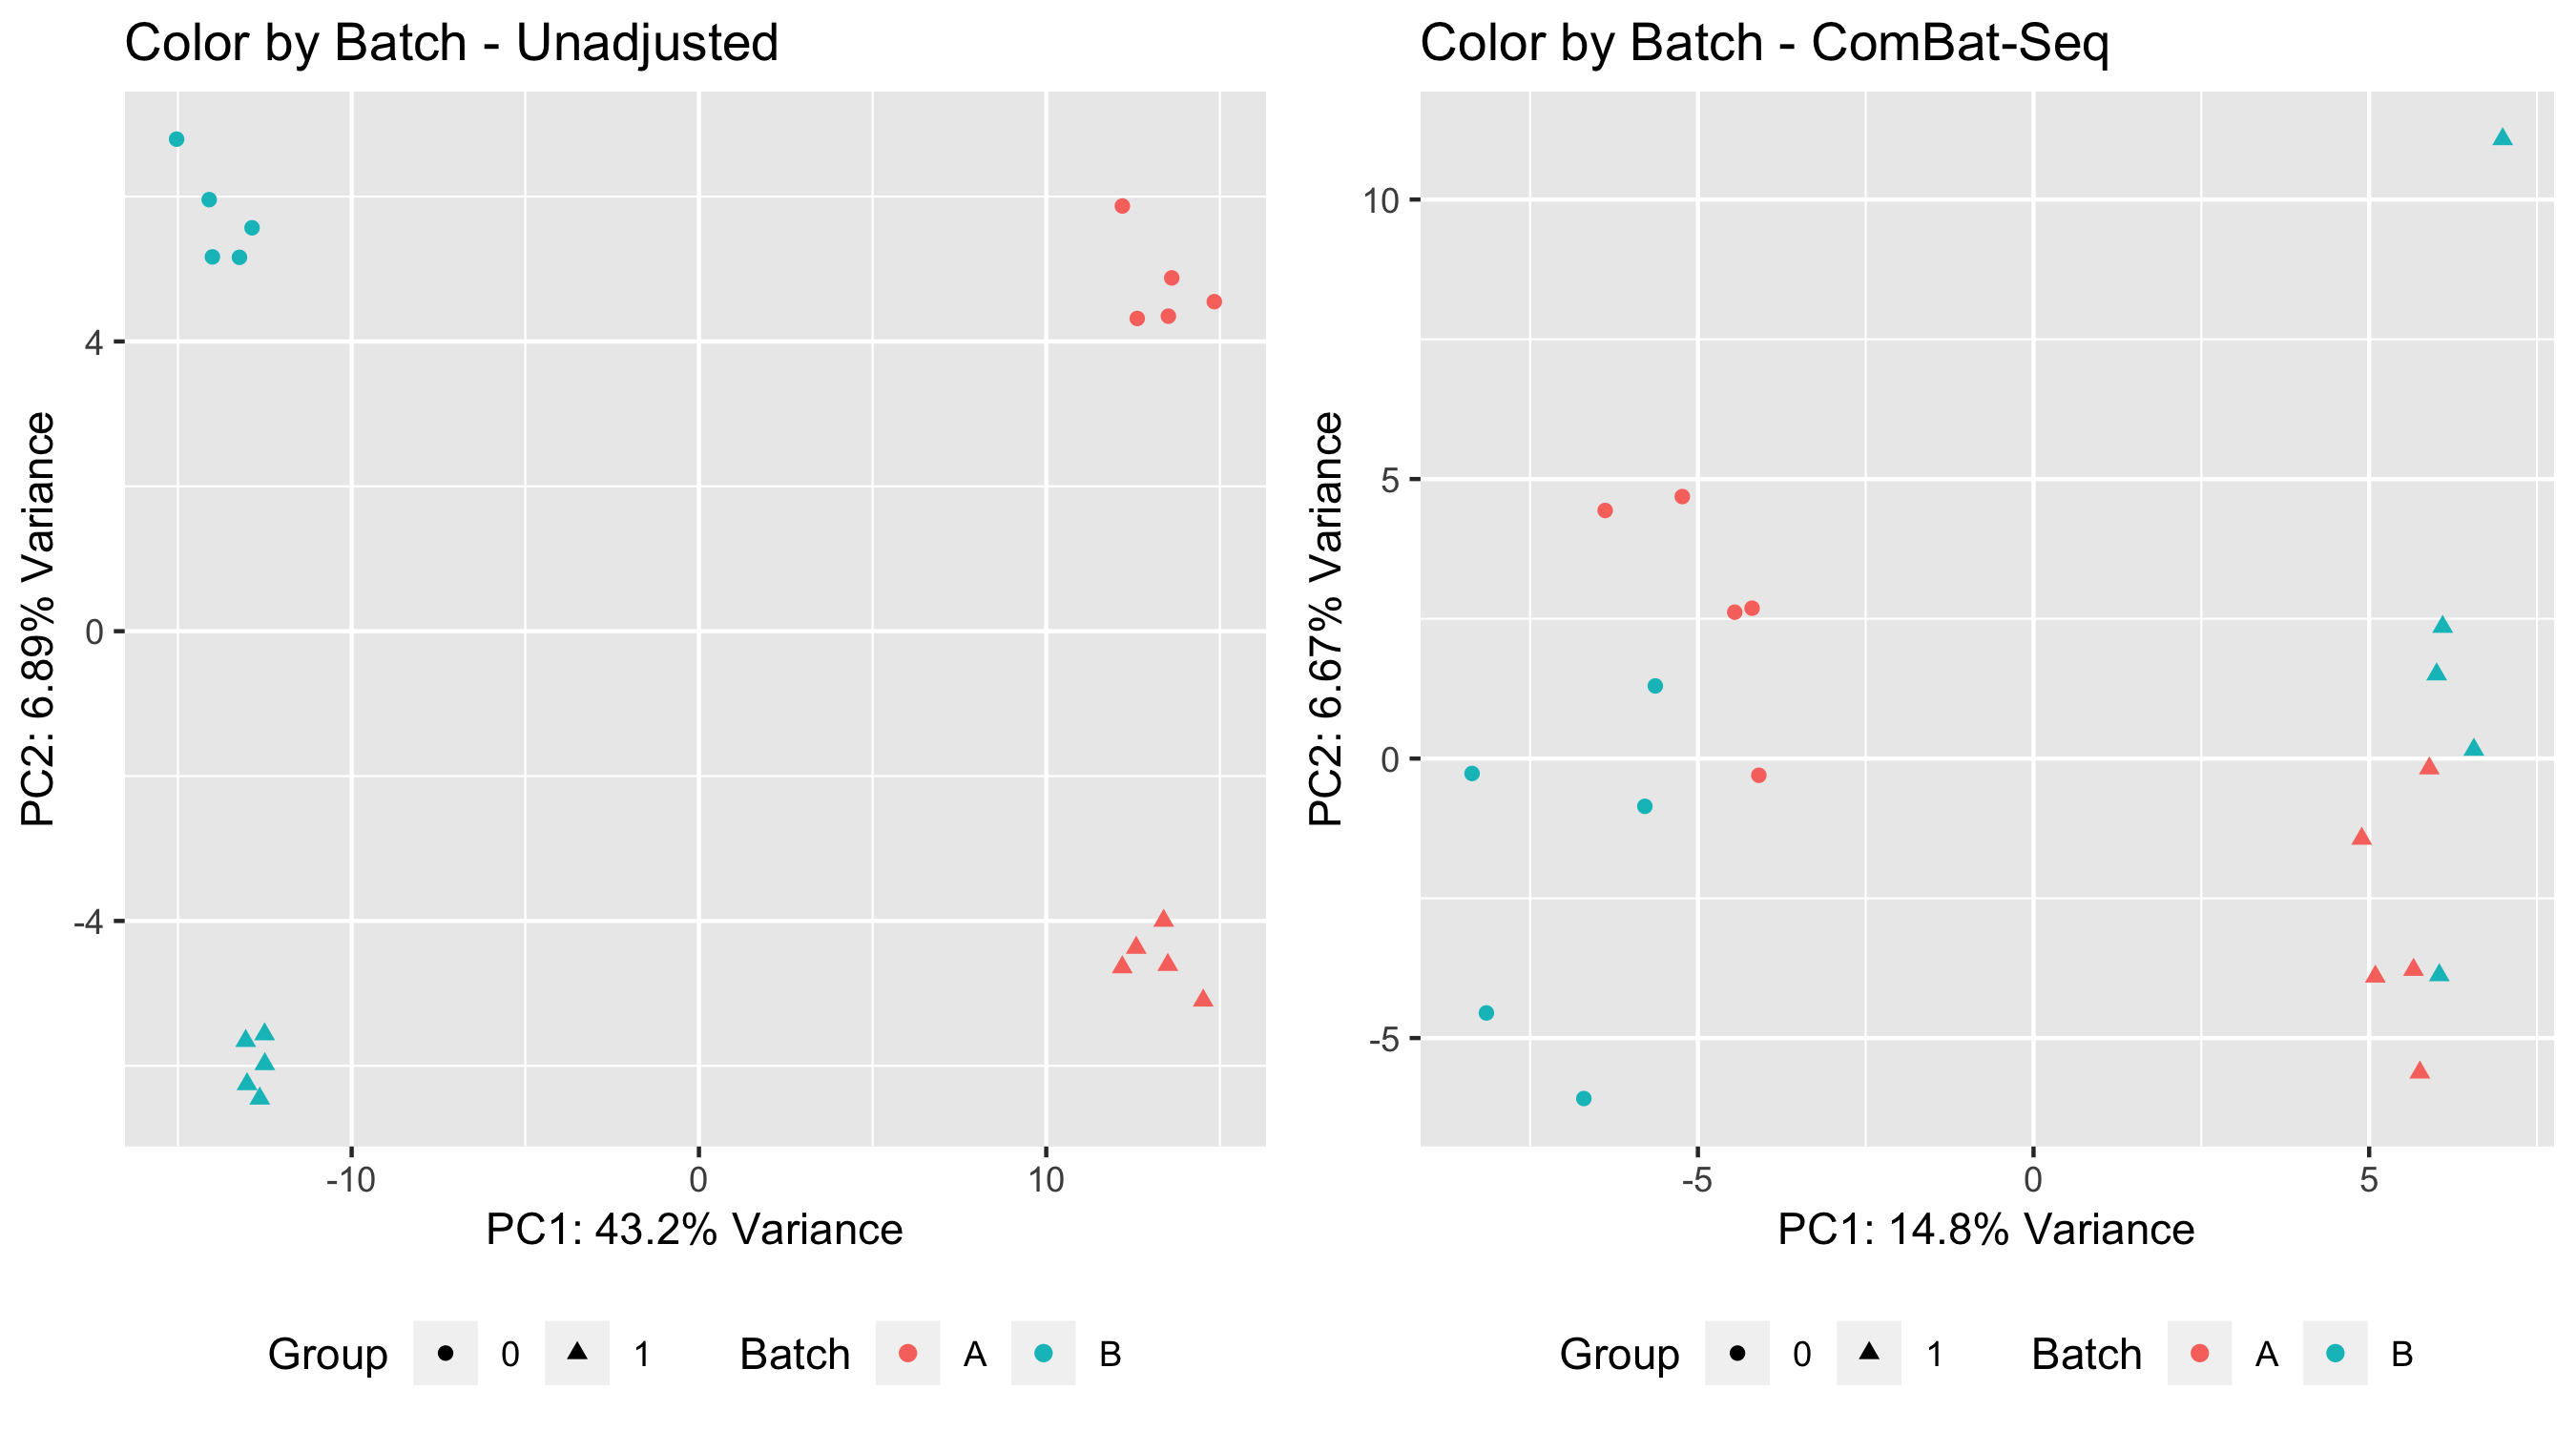 Color by Batch - Unadjusted
PC2: 6.89% Variance
4
0
-4
-10 0 10
PC1: 43.2% Variance
Group 0 1 Batch A B
Color by Batch - ComBat-Seq
PC2: 6.67% Variance
10
5
0
-5
-5 0 5
PC1: 14.8% Variance
Group 0 1 Batch A B